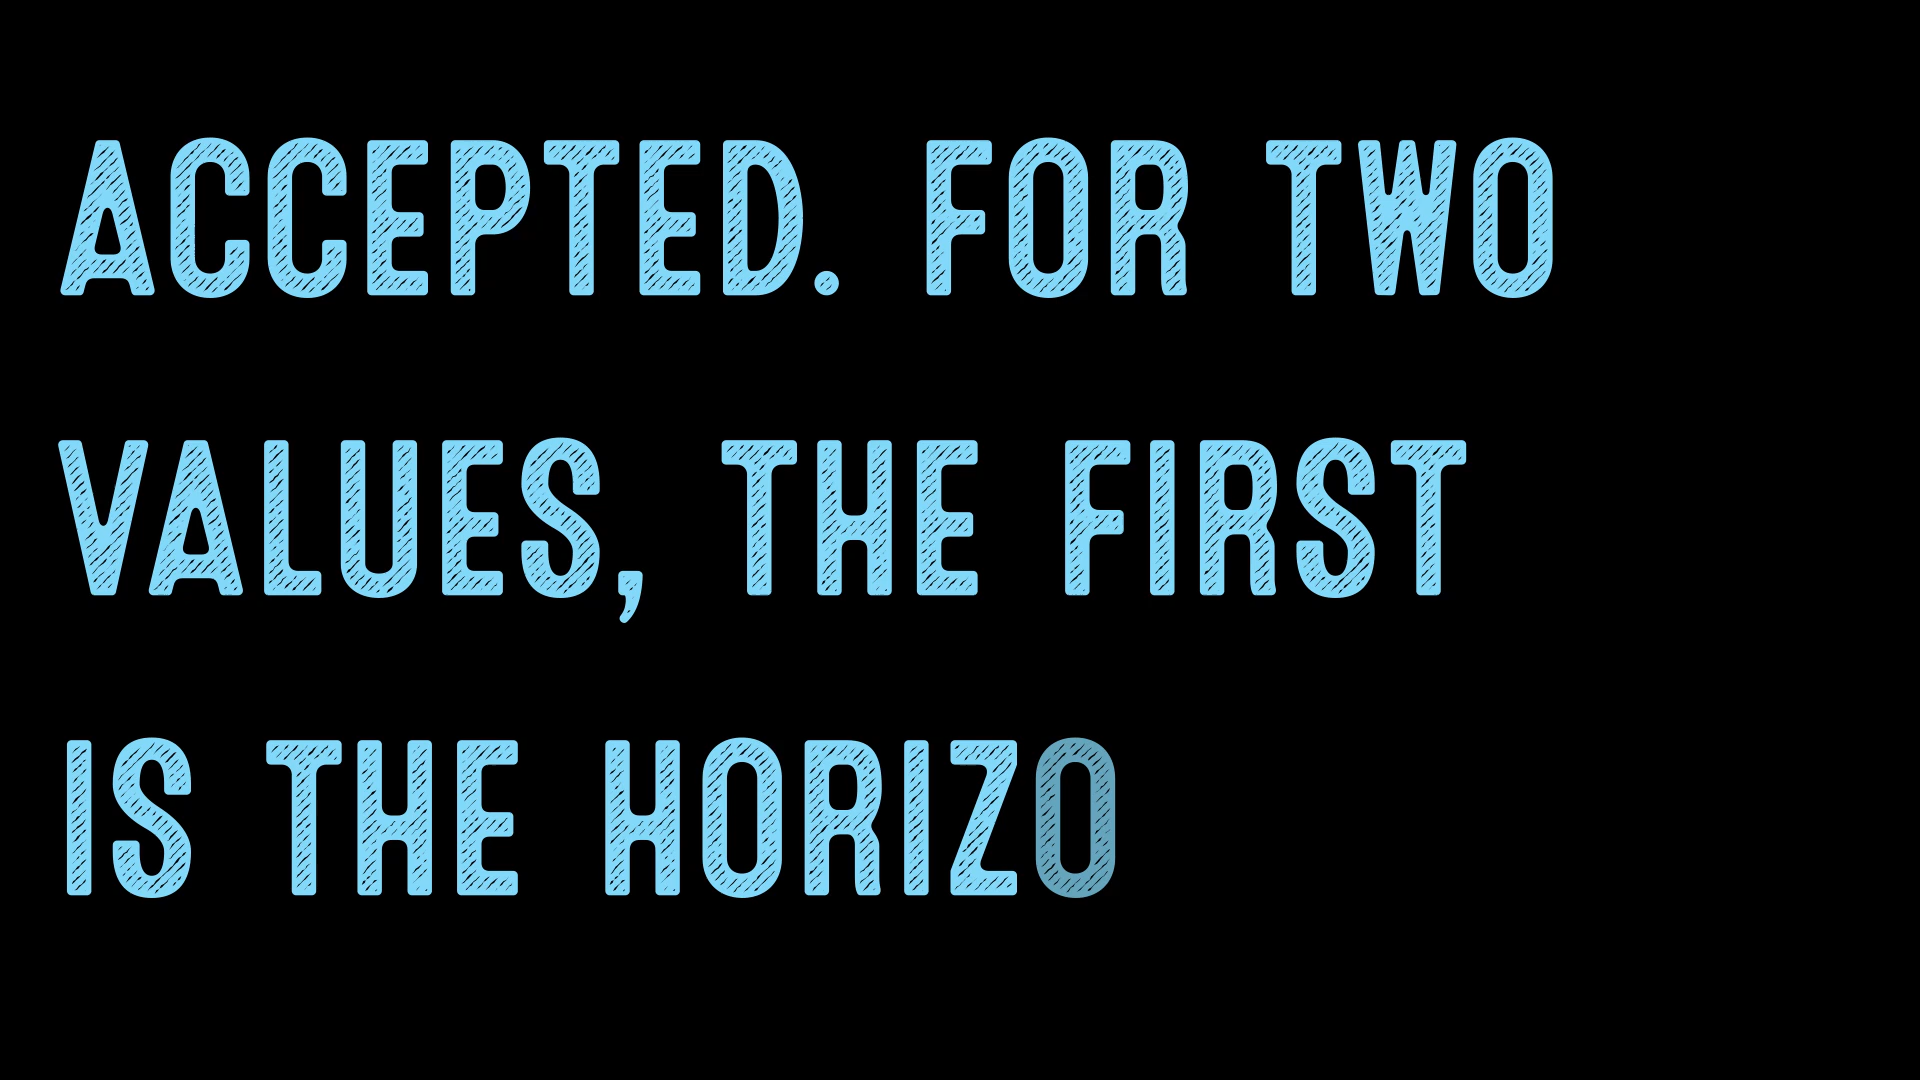 ACCEPTED. FOR TWO
VALUES, THE FIRST
IS THE HORIZO